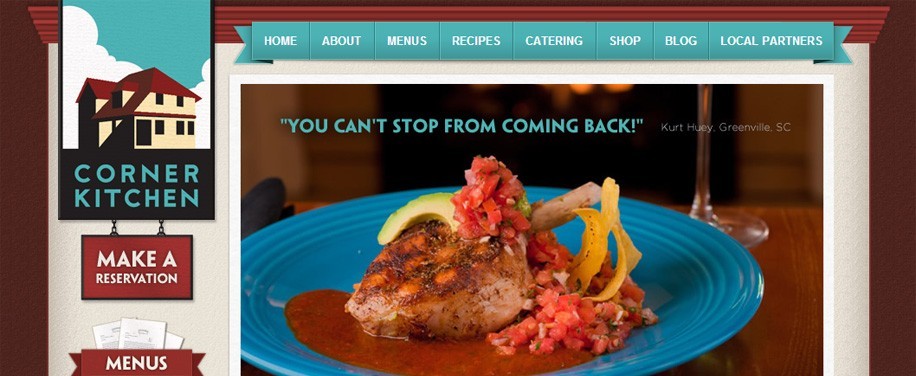 HOME ABOUT MENUS RECIPES CATERING SHOP BLOG LOCAL PARTNERS
CORNER
KITCHEN
MAKE A
RESERVATION
MENUS
"YOU CAN'T STOP FROM COMING BACK!" Kurt Huey, Greenville, SC